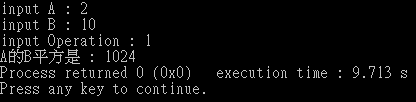 input A : 2
input B : 10
input Operation : 1
A的B平方是 : 1024
Process returned 0 (0x0)   execution time : 9.713 s
Press any key to continue.